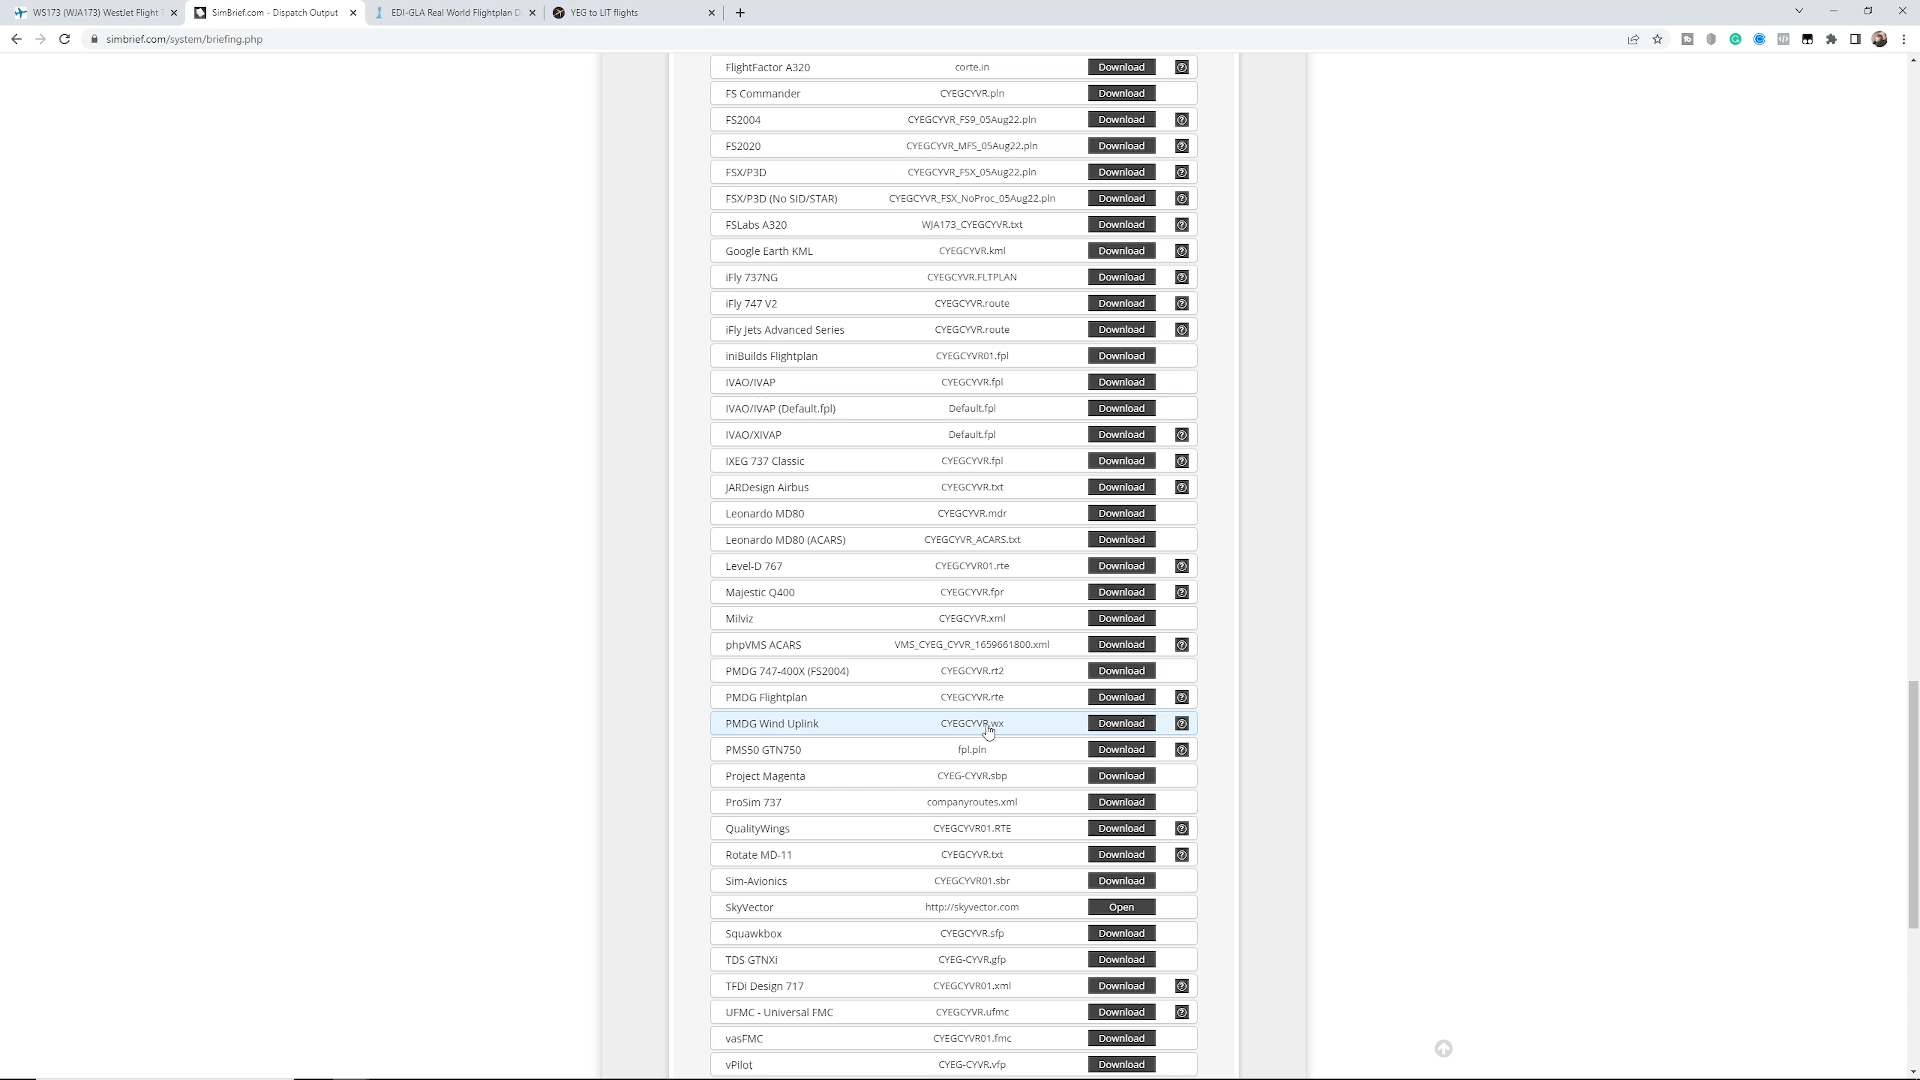 WS173 (WJA173) WestJet Flight T
SimBrief.com - Dispatch Output
EDI-GLA Real World Flightplan D
YEG to LIT flights
simbrief.com/system/briefing.php
FlightFactor A320 corte.in Download
FS Commander CYEGCYVR.pln Download
FS2004 CYEGCYVR_FS9_05Aug22.pln Download
FS2020 CYEGCYVR_MFS_05Aug22.pln Download
FSX/P3D CYEGCYVR_FSX_05Aug22.pln Download
FSX/P3D (No SID/STAR) CYEGCYVR_FSX_NoProc_05Aug22.pln Download
FSLabs A320 WJA173_CYEGCYVR.txt Download
Google Earth KML CYEGCYVR.kml Download
iFly 737NG CYEGCYVR.FLTPLAN Download
iFly 747 V2 CYEGCYVR.route Download
iFly Jets Advanced Series CYEGCYVR.route Download
iniBuilds Flightplan CYEGCYVR01.fpl Download
IVAO/IVAP CYEGCYVR.fpl Download
IVAO/IVAP (Default.fpl) Default.fpl Download
IVAO/XIVAP Default.fpl Download
IXEG 737 Classic CYEGCYVR.fpl Download
JARDesign Airbus CYEGCYVR.txt Download
Leonardo MD80 CYEGCYVR.mdr Download
Leonardo MD80 (ACARS) CYEGCYVR_ACARS.txt Download
Level-D 767 CYEGCYVR01.rte Download
Majestic Q400 CYEGCYVR.fpr Download
Milviz CYEGCYVR.xml Download
phpVMS ACARS VMS_CYEG_CYVR_1659661800.xml Download
PMDG 747-400X (FS2004) CYEGCYVR.rt2 Download
PMDG Flightplan CYEGCYVR.rte Download
PMDG Wind Uplink CYEGCYVR.wx Download
PMS50 GTN750 fpl.pln Download
Project Magenta CYEG-CYVR.sbp Download
ProSim 737 companyroutes.xml Download
QualityWings CYEGCYVR01.RTE Download
Rotate MD-11 CYEGCYVR.txt Download
Sim-Avionics CYEGCYVR01.sbr Download
SkyVector http://skyvector.com Open
Squawkbox CYEGCYVR.sfp Download
TDS GTNXi CYEG-CYVR.gfp Download
TFDi Design 717 CYEGCYVR01.xml Download
UFMC - Universal FMC CYEGCYVR.ufmc Download
vasFMC CYEGCYVR01.fmc Download
vPilot CYEG-CYVR.vfp Download